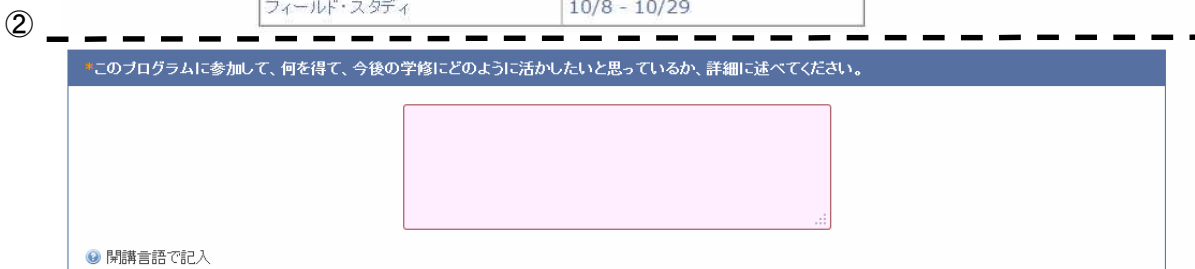 フィールド・スタディ 10/8 - 10/29
②
*このプログラムに参加して、何を得て、今後の学修にどのように活かしたいと思っているか、詳細に述べてください。
開講言語で記入